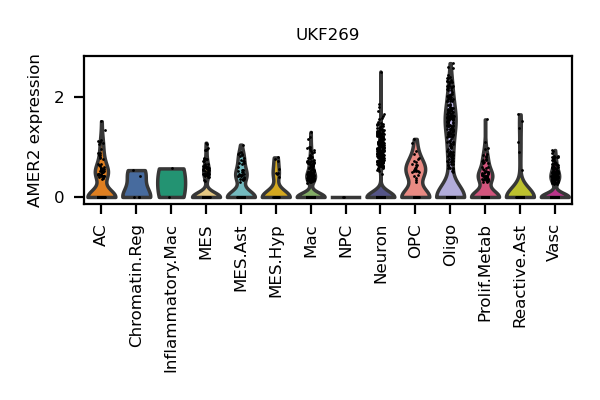 UKF269
AMER2 expression
2
0
AC
Chromatin.Reg
Inflammatory.Mac
MES
MES.Ast
MES.Hyp
Mac
NPC
Neuron
OPC
Oligo
Prolif.Metab
Reactive.Ast
Vasc